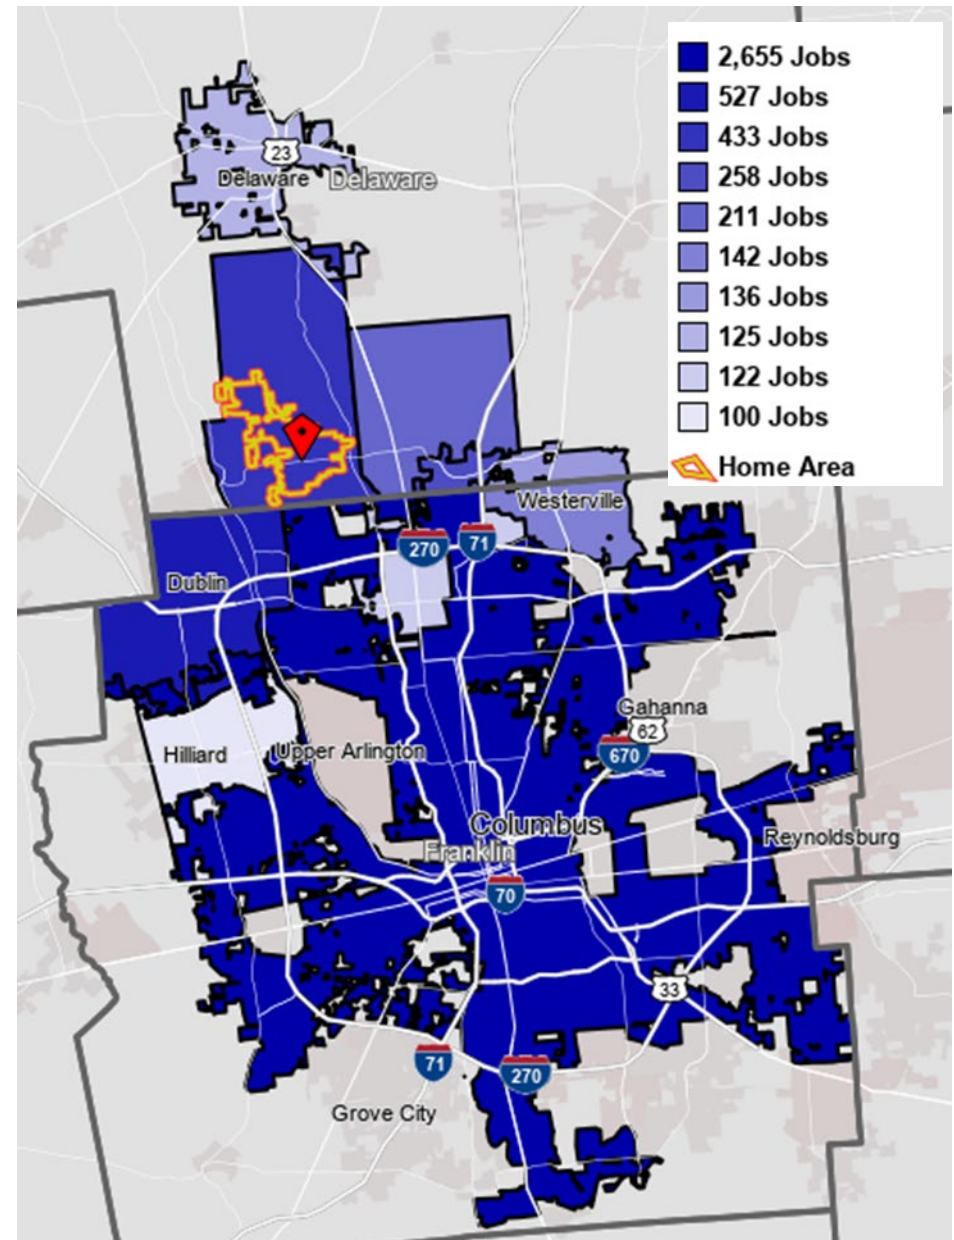 2,655 Jobs
527 Jobs
433 Jobs
258 Jobs
211 Jobs
142 Jobs
136 Jobs
125 Jobs
122 Jobs
100 Jobs
Home Area
23
Delaware Delaware
Westerville
270 71
Dublin
Gahanna
62
670
Hilliard
Upper Arlington
Columbus
Reynoldsburg
Franklin
70
33
71
270
Grove City